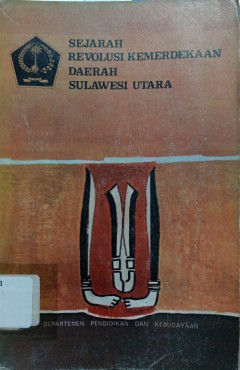 SEJARAH
REVOLUSI KEMERDEKAAN
DAERAH
SULAWESI UTARA
DEPARTEMEN PENDIDIKAN DAN KEBUDAYAAN